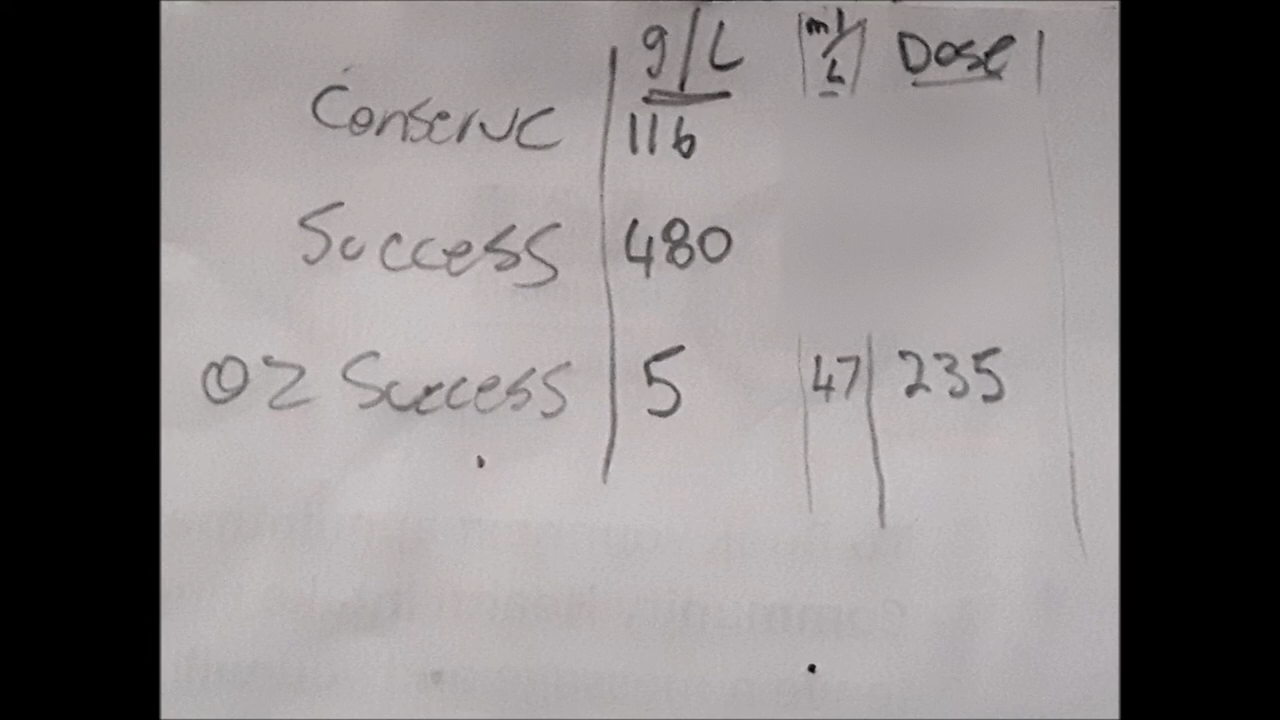 g/L ml/L Dose
Conserve 116
Success 480
OZ Success 5 47 235